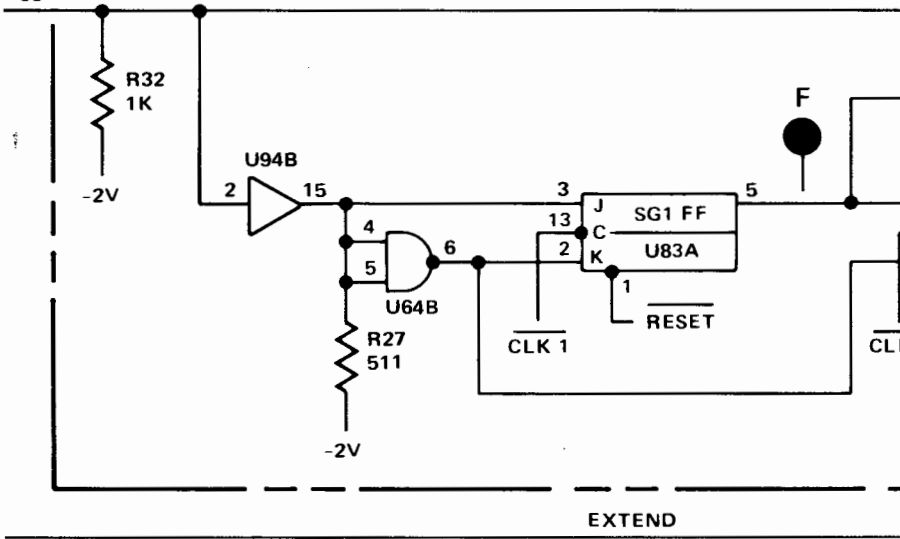 R32
1K
-2V
U94B
2
15
4
5
6
U64B
R27
511
-2V
3
J
SG1 FF
5
13
C
2
K
U83A
1
RESET
CLK 1
F
EXTEND